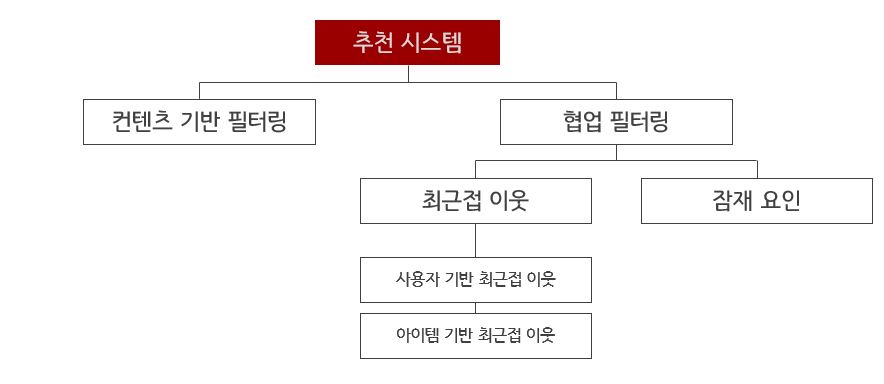 추천 시스템
컨텐츠 기반 필터링
협업 필터링
최근접 이웃
잠재 요인
사용자 기반 최근접 이웃
아이템 기반 최근접 이웃